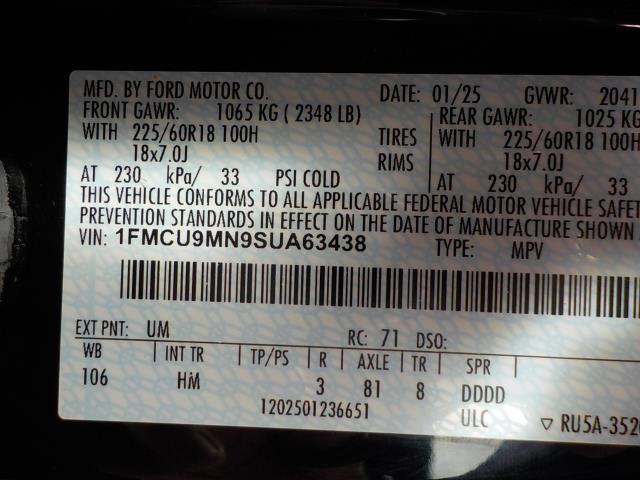 MFD. BY FORD MOTOR CO. DATE: 01/25 GVWR: 2041
FRONT GAWR: 1065 KG ( 2348 LB) REAR GAWR: 1025 KG
WITH 225/60R18 100H TIRES WITH 225/60R18 100H
18x7.0J RIMS 18x7.0J
AT 230 kPa/ 33 PSI COLD AT 230 kPa/ 33
THIS VEHICLE CONFORMS TO ALL APPLICABLE FEDERAL MOTOR VEHICLE SAFET
PREVENTION STANDARDS IN EFFECT ON THE DATE OF MANUFACTURE SHOWN
VIN: 1FMCU9MN9SUA63438 TYPE: MPV
EXT PNT: UM RC: 71 DSO:
WB INT TR TP/PS R AXLE TR SPR
106 HM 3 81 8 DDDD
1202501236651 ULC ▽ RU5A-3520